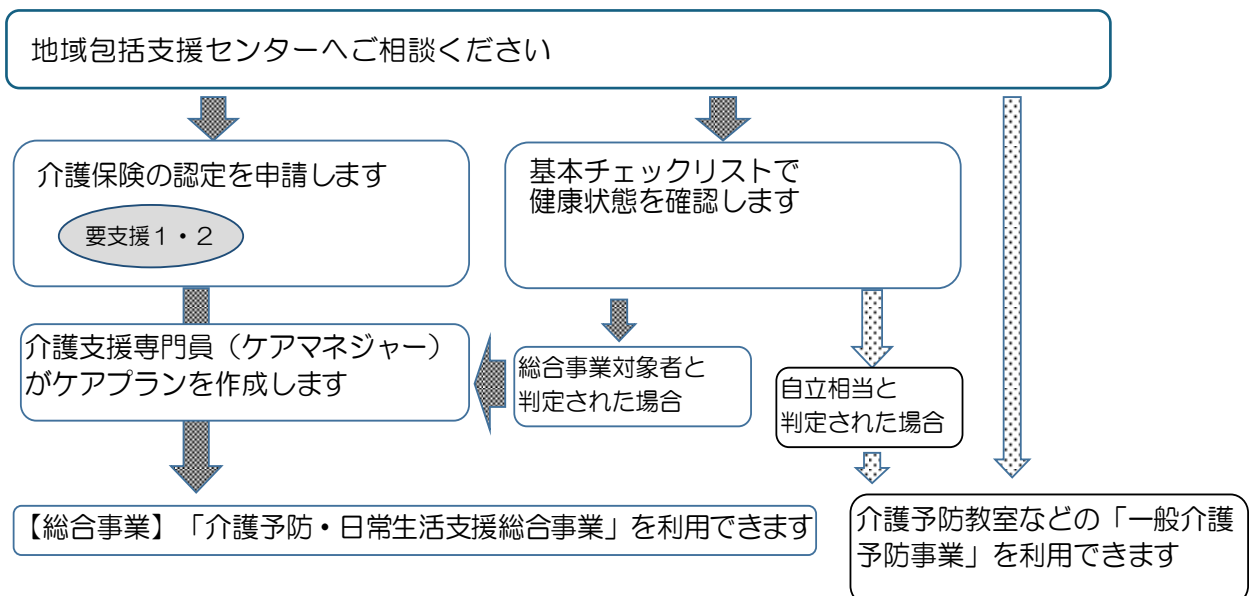 地域包括支援センターへご相談ください
介護保険の認定を申請します
要支援１・２
基本チェックリストで
健康状態を確認します
介護支援専門員（ケアマネジャー）
がケアプランを作成します
総合事業対象者と
判定された場合
自立相当と
判定された場合
【総合事業】「介護予防・日常生活支援総合事業」を利用できます
介護予防教室などの「一般介護
予防事業」を利用できます